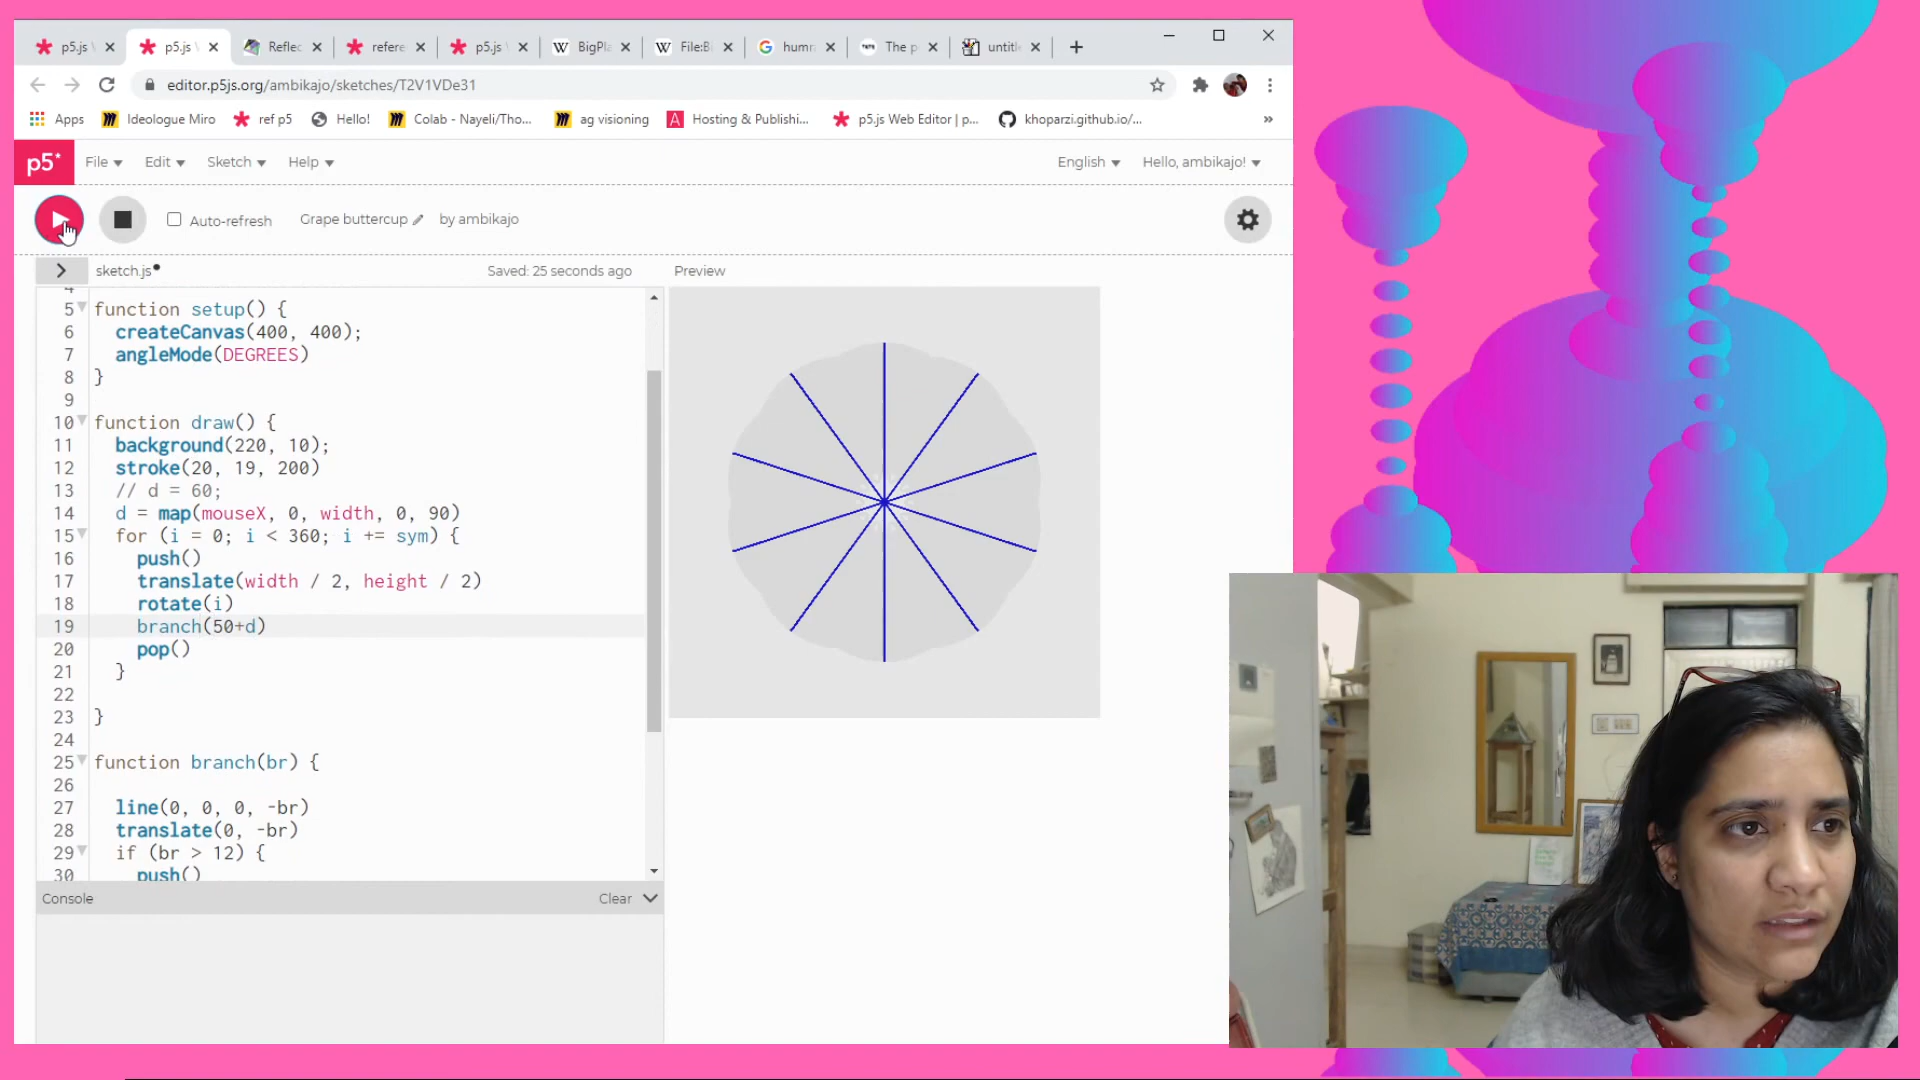 p5.js
p5.js
Reflec
refere
p5.js
BigPla
File:Bi
humr
The p
untitl
editor.p5js.org/ambikajo/sketches/T2V1VDe31
Apps
Ideologue Miro
ref p5
Hello!
Colab - Nayeli/Tho...
ag visioning
Hosting & Publishi...
p5.js Web Editor | p...
khoparzi.github.io/...
»
p5*
File
Edit
Sketch
Help
English
Hello, ambikajo!
Auto-refresh
Grape buttercup
by ambikajo
sketch.js
Saved: 25 seconds ago
Preview
5 function setup() {
6 createCanvas(400, 400);
7 angleMode(DEGREES)
8 }
9
10 function draw() {
11 background(220, 10);
12 stroke(20, 19, 200)
13 // d = 60;
14 d = map(mouseX, 0, width, 0, 90)
15 for (i = 0; i < 360; i += sym) {
16 push()
17 translate(width / 2, height / 2)
18 rotate(i)
19 branch(50+d)
20 pop()
21 }
22
23 }
24
25 function branch(br) {
26
27 line(0, 0, 0, -br)
28 translate(0, -br)
29 if (br > 12) {
30 push()
Console
Clear